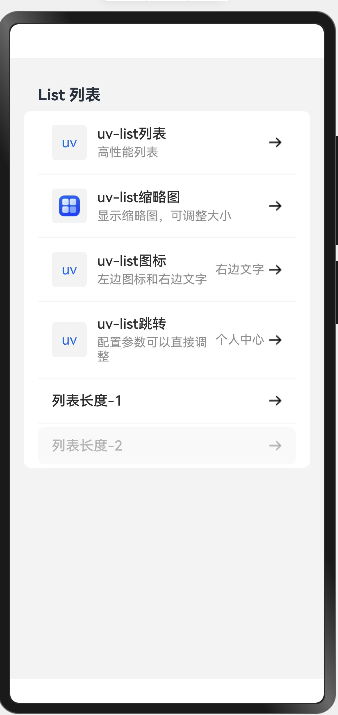 List 列表
uv
uv-list列表
高性能列表
uv-list缩略图
显示缩略图，可调整大小
uv
uv-list图标
左边图标和右边文字
右边文字
uv
uv-list跳转
配置参数可以直接调
整
个人中心
列表长度-1
列表长度-2